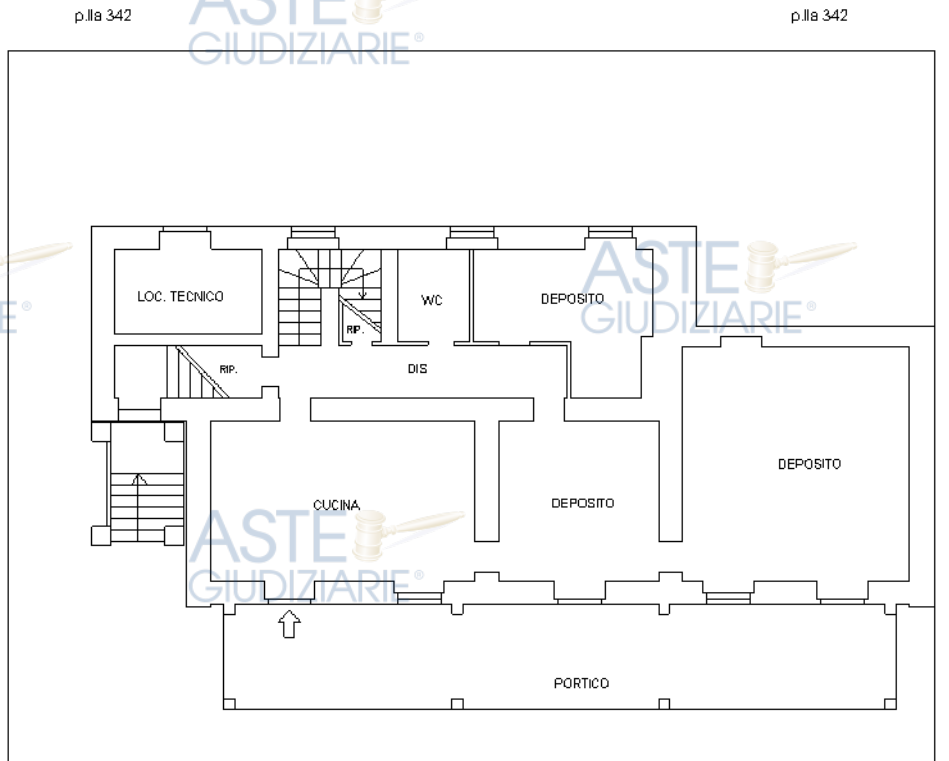 p.lla 342
p.lla 342
ASTE
GIUDIZIARIE®
LOC. TECNICO
WC
DEPOSITO
RIP.
ASTE
GIUDIZIARIE®
E®
RIP.
DIS
DEPOSITO
CUCINA
DEPOSITO
ASTE
GIUDIZIARIE®
PORTICO